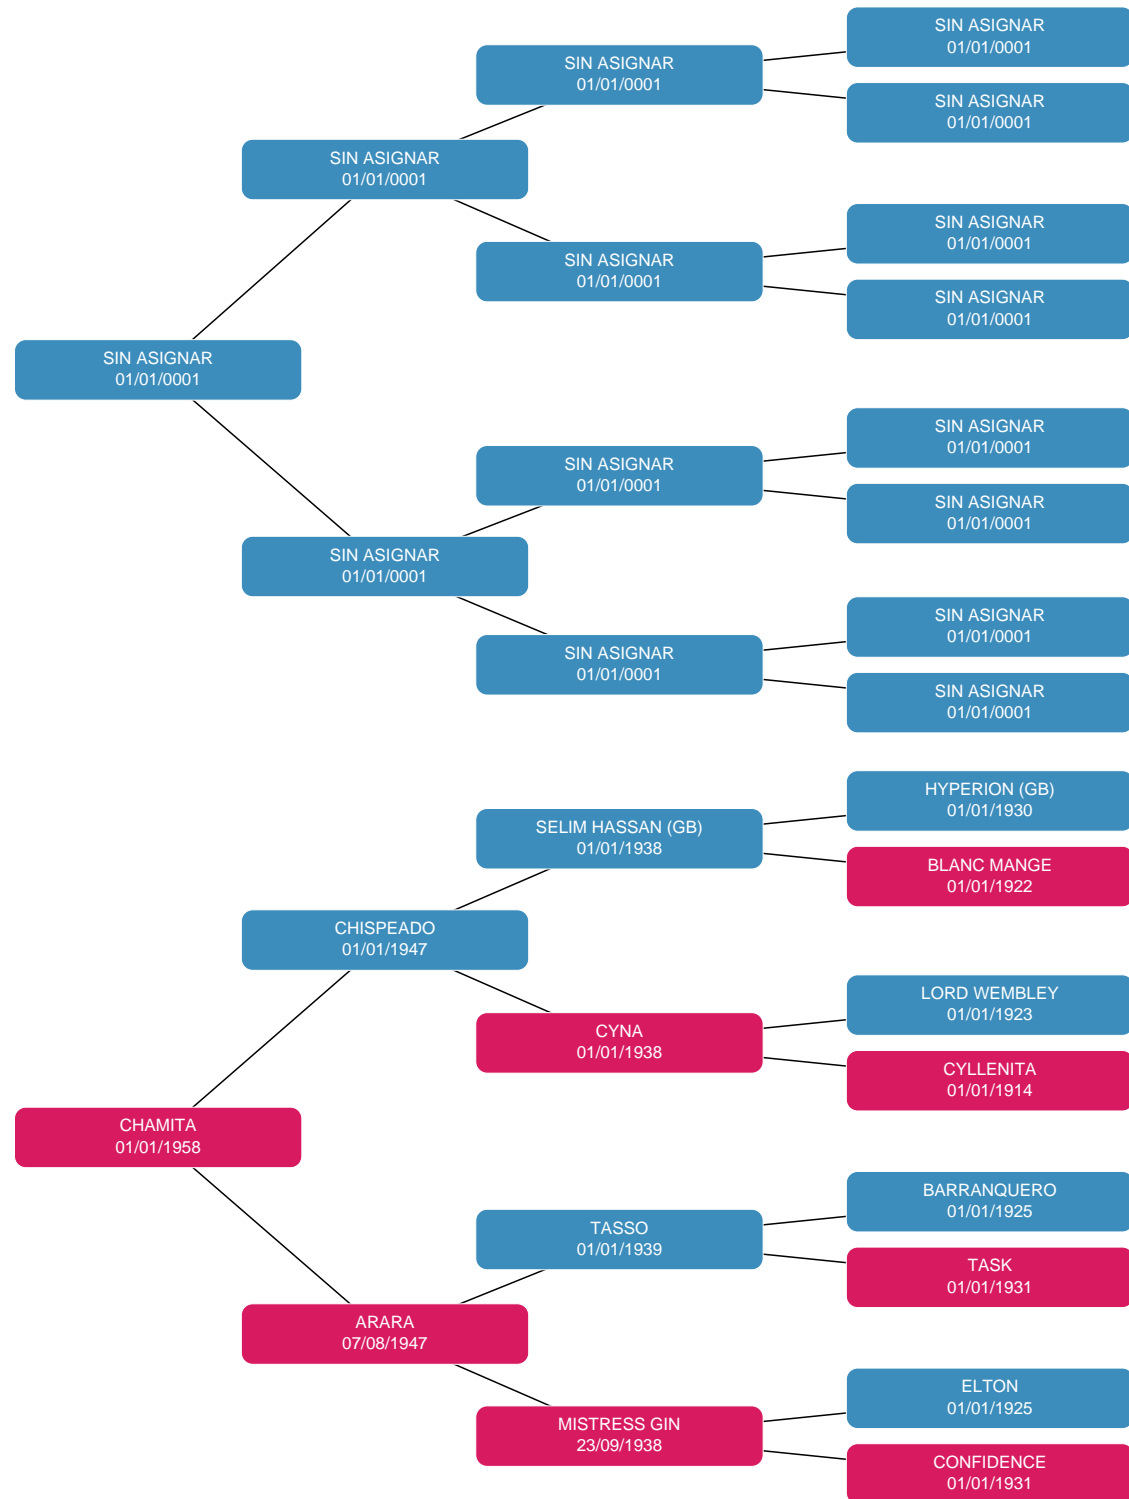 SIN ASIGNAR
01/01/0001
SIN ASIGNAR
01/01/0001
SIN ASIGNAR
01/01/0001
SIN ASIGNAR
01/01/0001
SIN ASIGNAR
01/01/0001
SIN ASIGNAR
01/01/0001
SIN ASIGNAR
01/01/0001
SIN ASIGNAR
01/01/0001
SIN ASIGNAR
01/01/0001
SIN ASIGNAR
01/01/0001
SIN ASIGNAR
01/01/0001
SIN ASIGNAR
01/01/0001
SIN ASIGNAR
01/01/0001
SIN ASIGNAR
01/01/0001
SIN ASIGNAR
01/01/0001
HYPERION (GB)
01/01/1930
SELIM HASSAN (GB)
01/01/1938
BLANC MANGE
01/01/1922
CHISPEADO
01/01/1947
LORD WEMBLEY
01/01/1923
CYNA
01/01/1938
CYLLENITA
01/01/1914
CHAMITA
01/01/1958
BARRANQUERO
01/01/1925
TASSO
01/01/1939
TASK
01/01/1931
ARARA
07/08/1947
ELTON
01/01/1925
MISTRESS GIN
23/09/1938
CONFIDENCE
01/01/1931